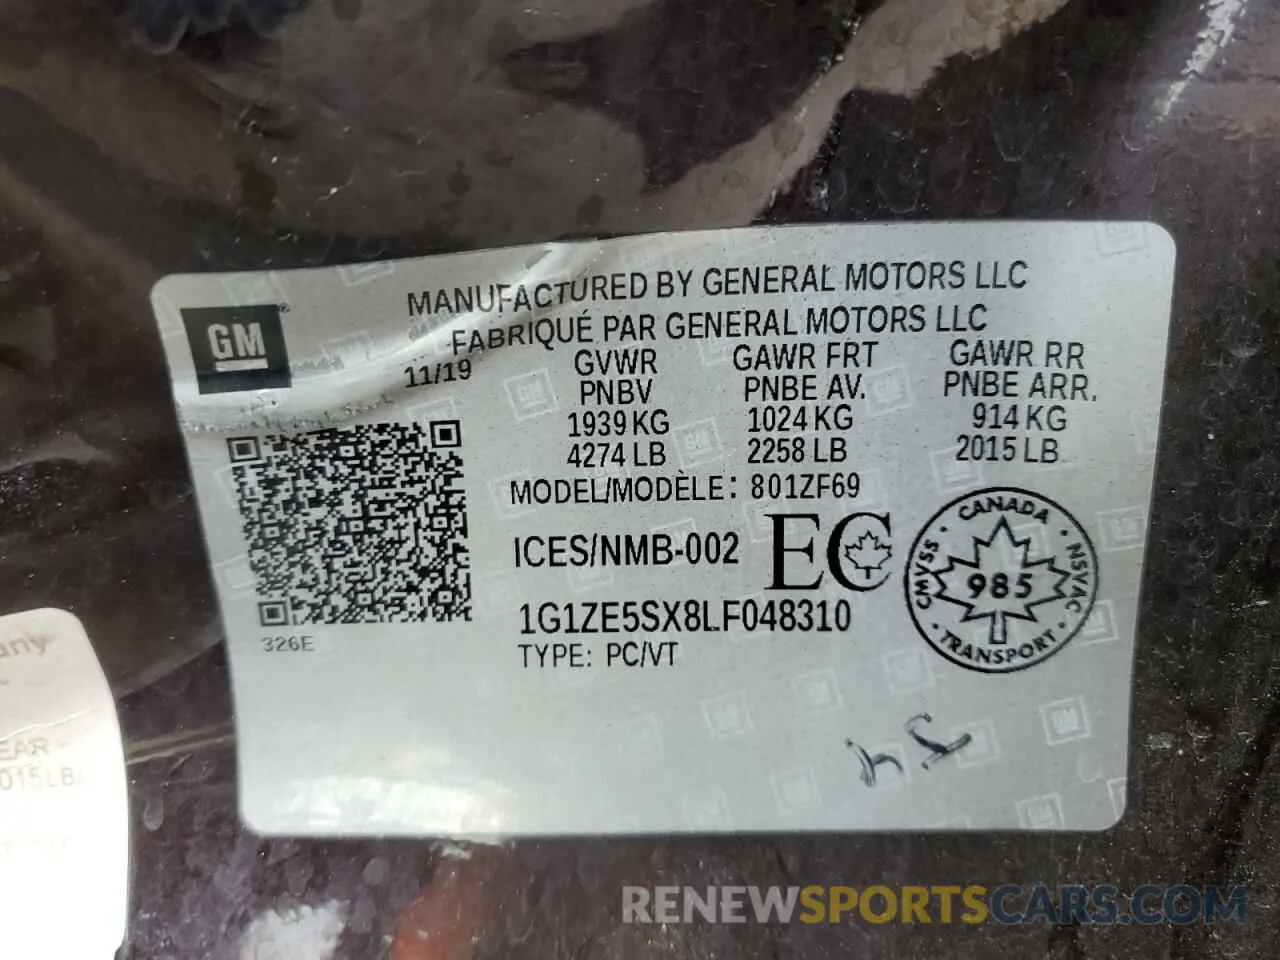 MANUFACTURED BY GENERAL MOTORS LLC
FABRIQUÉ PAR GENERAL MOTORS LLC
GM
11/19
GVWR GAWR FRT GAWR RR
PNBV PNBE AV. PNBE ARR.
1939 KG 1024 KG 914 KG
4274 LB 2258 LB 2015 LB
MODEL/MODÈLE: 801ZF69
ICES/NMB-002 EC
CANADA
CMVSS 985 NSVAC
TRANSPORT
1G1ZE5SX8LF048310
326E
TYPE: PC/VT
EAR
015LB
RENEWSPORTSCARS.COM